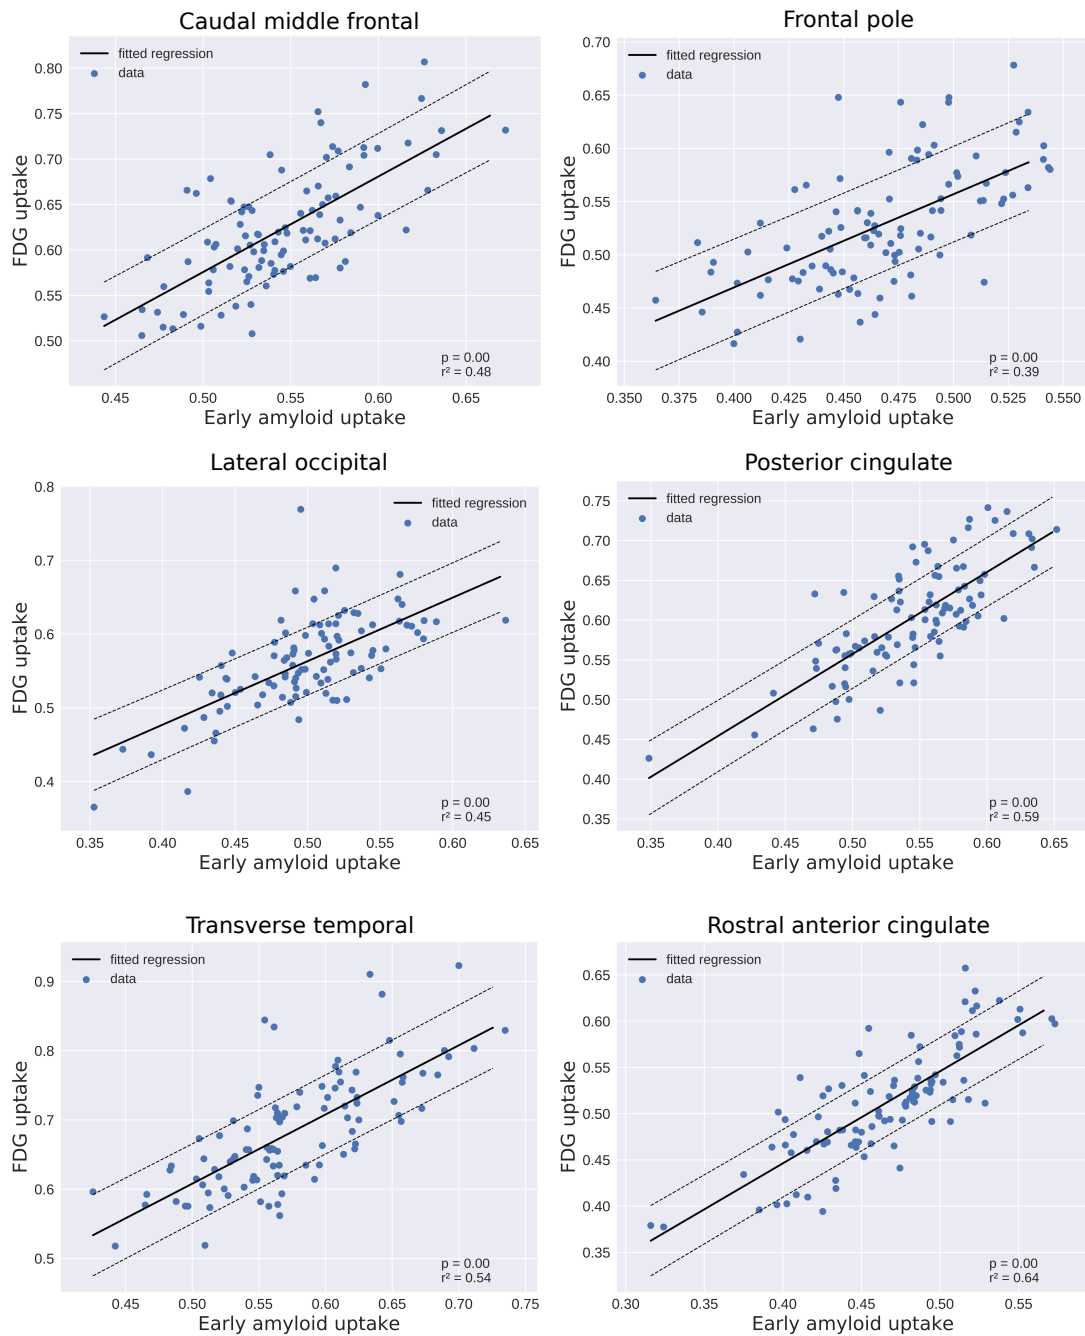 Caudal middle frontal
fitted regression
data
0.80
0.75
0.70
0.65
0.60
0.55
0.50
FDG uptake
p = 0.00
r² = 0.48
0.45 0.50 0.55 0.60 0.65
Early amyloid uptake
Frontal pole
fitted regression
data
0.70
0.65
0.60
0.55
0.50
0.45
0.40
FDG uptake
p = 0.00
r² = 0.39
0.350 0.375 0.400 0.425 0.450 0.475 0.500 0.525 0.550
Early amyloid uptake
Lateral occipital
fitted regression
data
0.8
0.7
0.6
0.5
0.4
FDG uptake
p = 0.00
r² = 0.45
0.35 0.40 0.45 0.50 0.55 0.60 0.65
Early amyloid uptake
Posterior cingulate
fitted regression
data
0.75
0.70
0.65
0.60
0.55
0.50
0.45
0.40
0.35
FDG uptake
p = 0.00
r² = 0.59
0.35 0.40 0.45 0.50 0.55 0.60 0.65
Early amyloid uptake
Transverse temporal
fitted regression
data
0.9
0.8
0.7
0.6
0.5
FDG uptake
p = 0.00
r² = 0.54
0.45 0.50 0.55 0.60 0.65 0.70 0.75
Early amyloid uptake
Rostral anterior cingulate
fitted regression
data
0.65
0.60
0.55
0.50
0.45
0.40
0.35
FDG uptake
p = 0.00
r² = 0.64
0.30 0.35 0.40 0.45 0.50 0.55
Early amyloid uptake